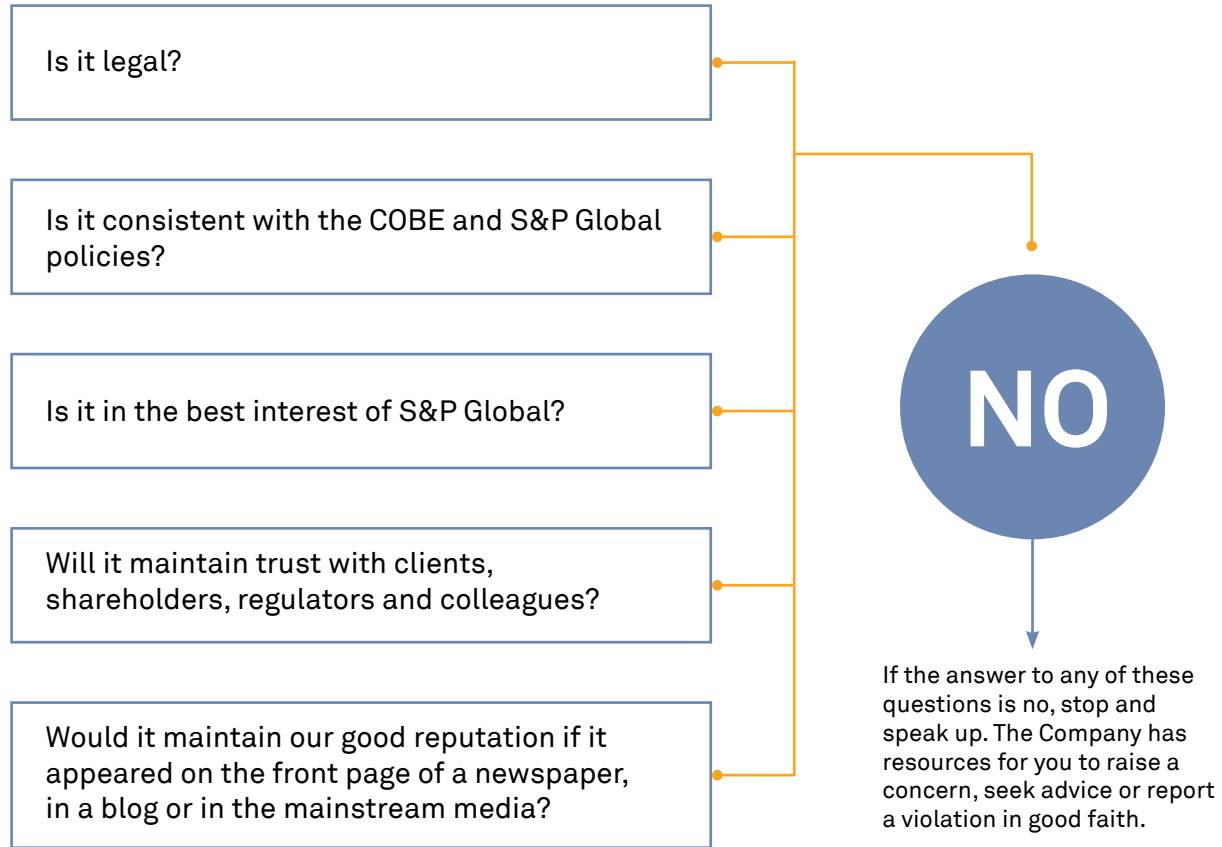 Is it legal?
Is it consistent with the COBE and S&P Global
policies?
Is it in the best interest of S&P Global?
Will it maintain trust with clients,
shareholders, regulators and colleagues?
Would it maintain our good reputation if it
appeared on the front page of a newspaper,
in a blog or in the mainstream media?
NO
If the answer to any of these
questions is no, stop and
speak up. The Company has
resources for you to raise a
concern, seek advice or report
a violation in good faith.